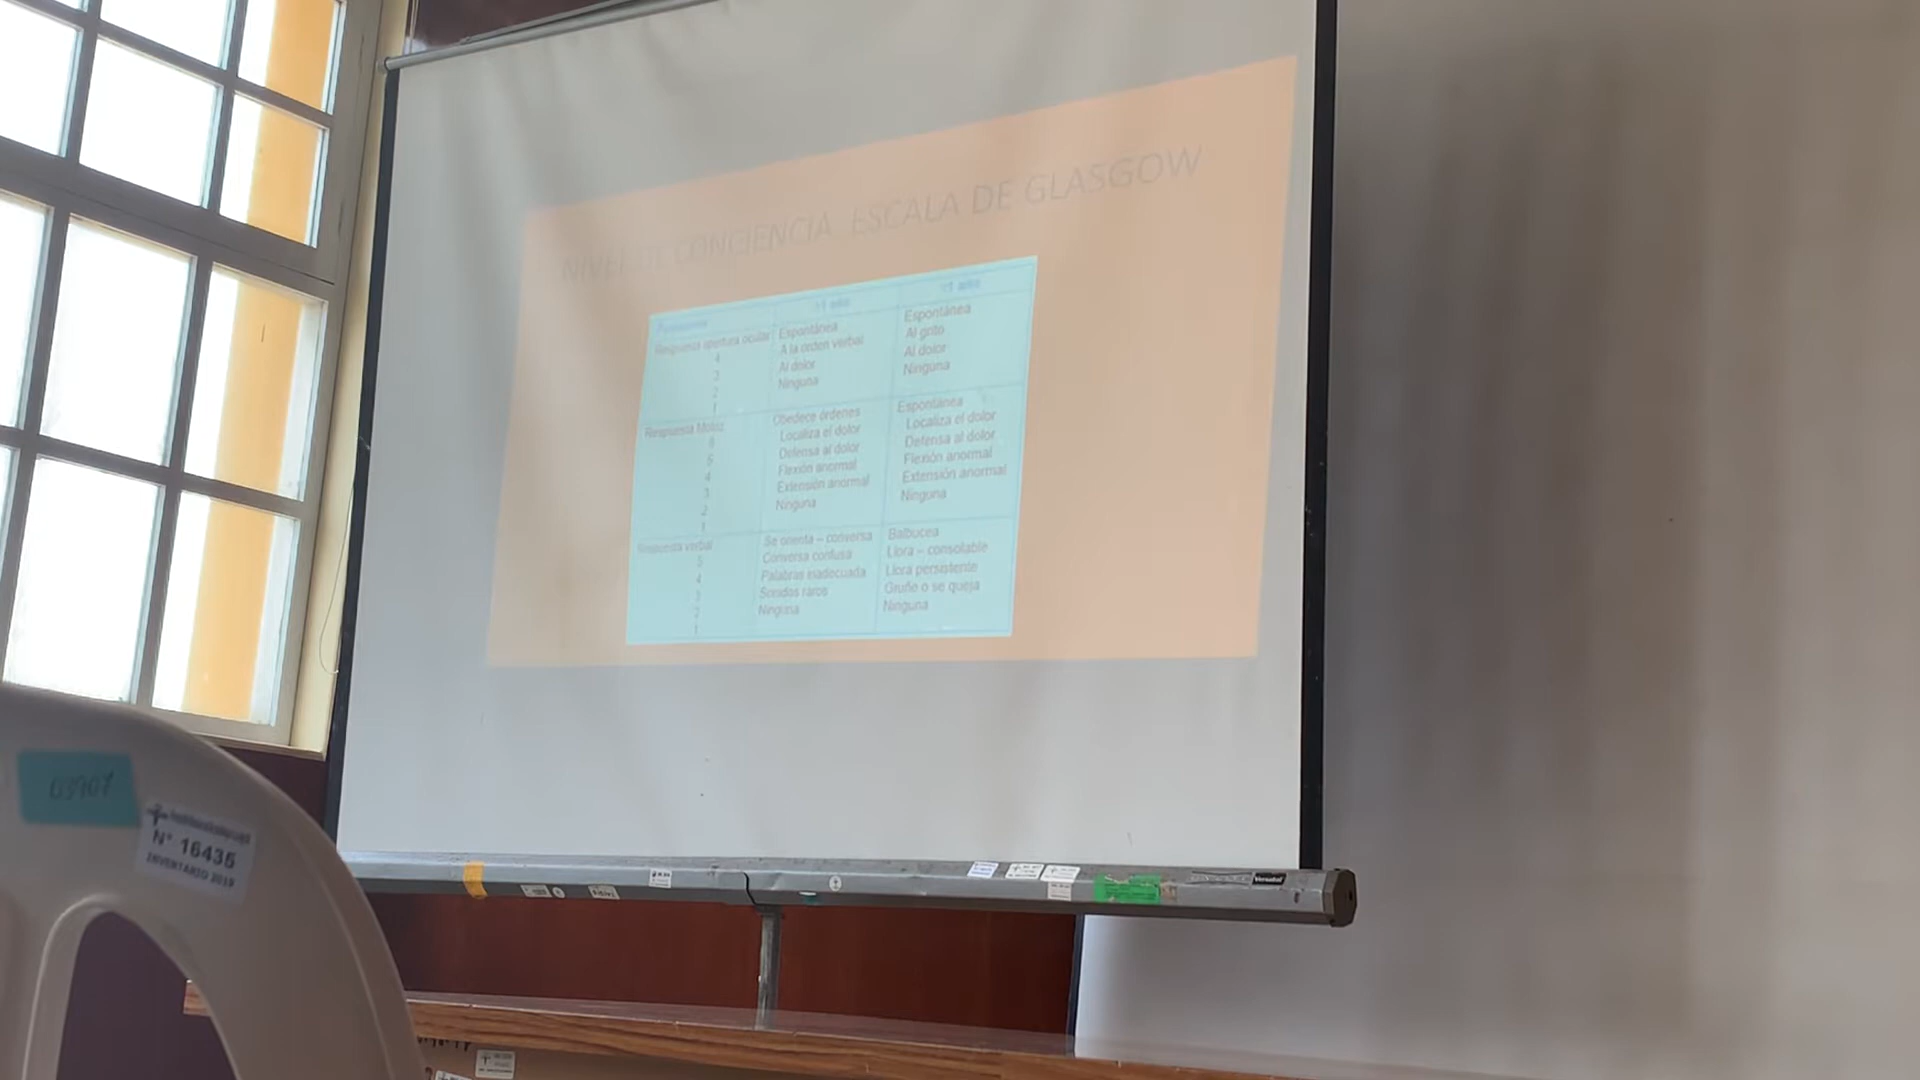 NIVEL DE CONCIENCIA ESCALA DE GLASGOW
>1 año
<1 año
Respuesta apertura ocular
4
3
2
1
Espontánea
A la orden verbal
Al dolor
Ninguna
Espontánea
Al grito
Al dolor
Ninguna
Respuesta Motriz
6
5
4
3
2
1
Obedece órdenes
Localiza el dolor
Defensa al dolor
Flexión anormal
Extensión anormal
Ninguna
Espontánea
Localiza el dolor
Defensa al dolor
Flexión anormal
Extensión anormal
Ninguna
Respuesta verbal
5
4
3
2
1
Se orienta – conversa
Conversa confusa
Palabras inadecuada
Sonidos raros
Ninguna
Balbucea
Llora – consolable
Llora persistente
Gruñe o se queja
Ninguna
03907
N° 16435
INVENTARIO 2019